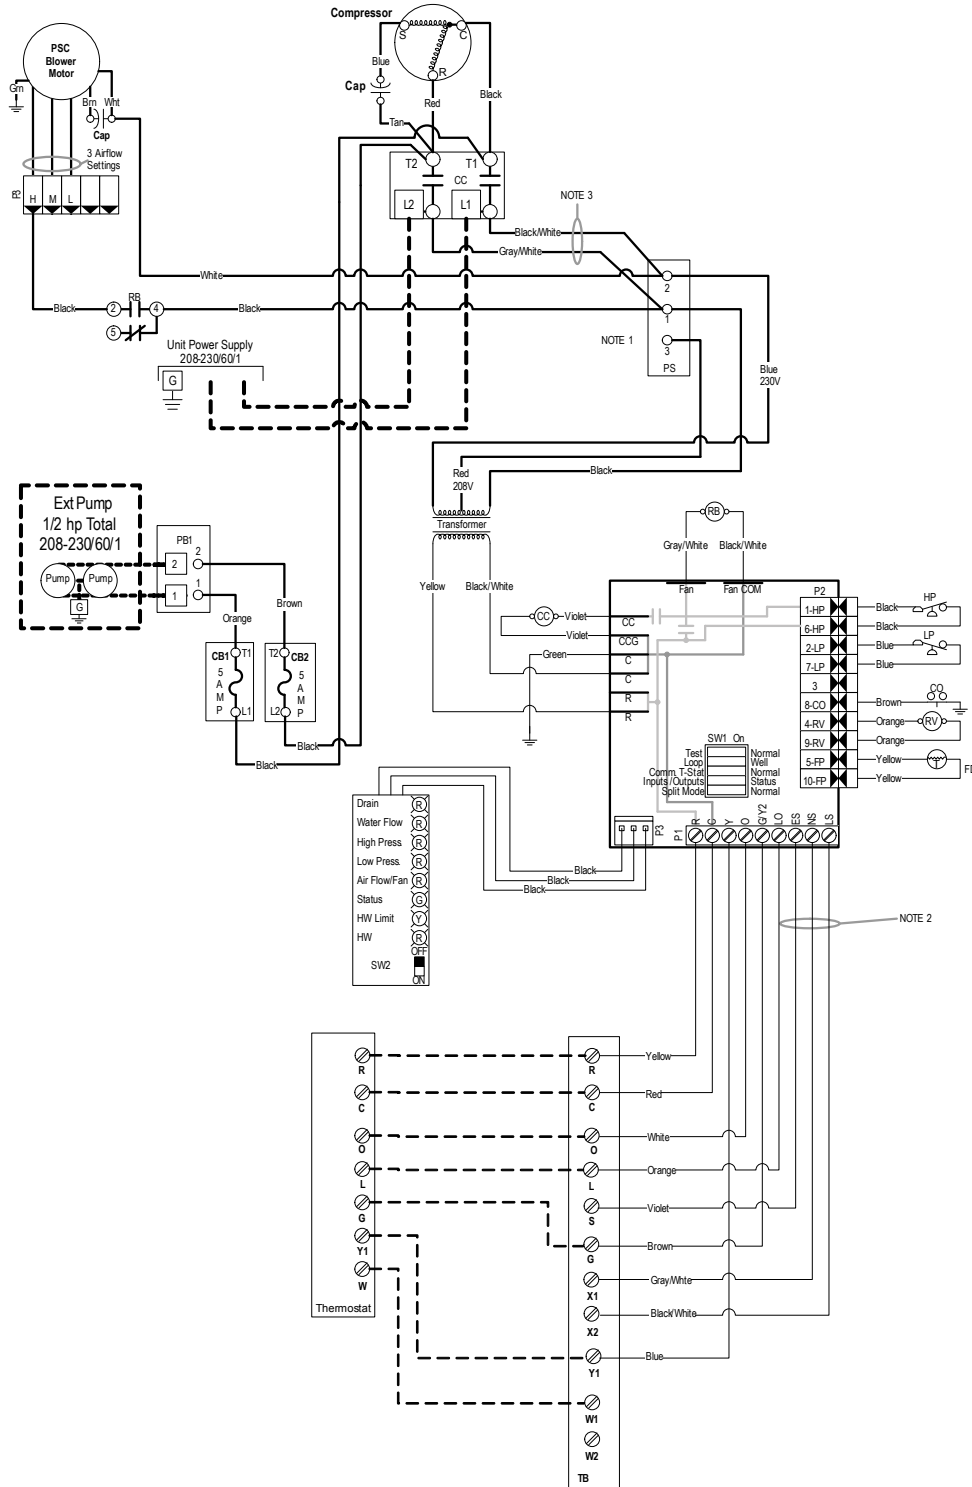 Compressor
PSC
Blower
Motor
S
C
R
Blue
Grn
Brn
Wht
Cap
Cap
Red
Black
Tan
3 Airflow
Settings
T2
T1
CC
P3
H
M
L
L2
L1
NOTE 3
Black/White
Gray/White
White
2
RB
Black
2
4
Black
1
5
NOTE 1
3
PS
Unit Power Supply
208-230/60/1
G
Blue
230V
Red
208V
Black
Transformer
Ext Pump
1/2 hp Total
208-230/60/1
PB1
2
2
Pump
Pump
1
1
G
Orange
Brown
Yellow
Black/White
RB
Gray/White
Black/White
Fan
Fan COM
P2
CC
Violet
CC
Violet
CCG
Green
C
C
R
R
1-HP
Black
HP
6-HP
Black
2-LP
Blue
LP
7-LP
Blue
3
8-CO
Brown
CO
4-RV
Orange
RV
9-RV
Orange
5-FP
Yellow
10-FP
Yellow
CB1
T1
T2
CB2
5
A
M
P
5
A
M
P
L1
L2
Black
Black
SW1 On
Test
Normal
Loop
Well
Comm. T-Stat
Normal
Inputs /Outputs
Status
Split Mode
Normal
P3
P1
R
C
Y
O
G/Y2
LO
ES
NS
LS
Drain
R
Water Flow
R
High Press.
R
Low Press.
R
Air Flow/Fan
R
Status
G
HW Limit
Y
HW
R
OFF
SW2
ON
Black
Black
Black
NOTE 2
R
R
Yellow
C
C
Red
O
O
White
L
L
Orange
G
S
Violet
Y1
G
Brown
W
X1
Gray/White
Thermostat
X2
Black/White
Y1
Blue
W1
W2
TB